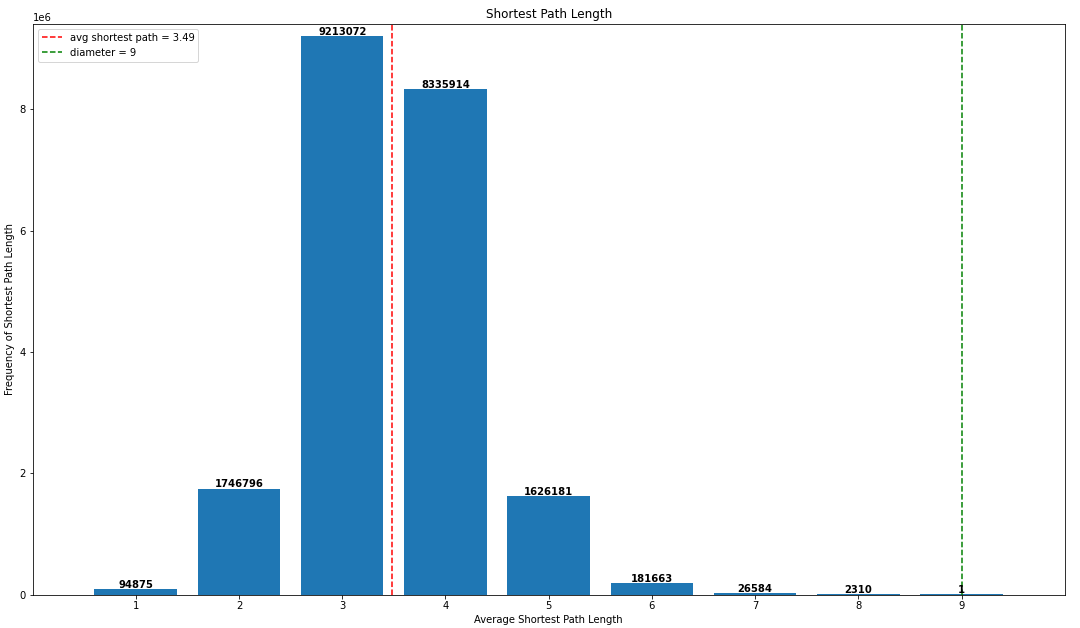 Shortest Path Length
1e6
avg shortest path = 3.49
diameter = 9
9213072
8335914
1746796
1626181
94875
181663
26584
2310
1
8
6
4
2
0
Frequency of Shortest Path Length
1 2 3 4 5 6 7 8 9
Average Shortest Path Length